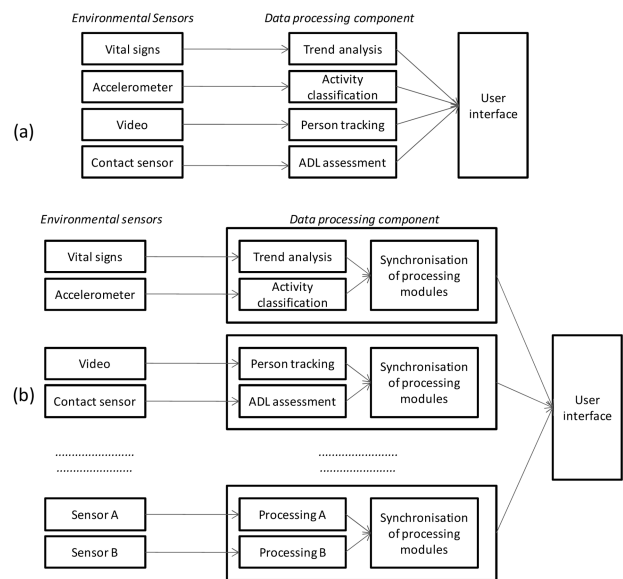 Environmental Sensors
Data processing component
Vital signs
Trend analysis
Accelerometer
Activity
classification
User
interface
(a)
Video
Person tracking
Contact sensor
ADL assessment
Environmental sensors
Data processing component
Vital signs
Trend analysis
Synchronisation
of processing
modules
Accelerometer
Activity
classification
Video
Person tracking
Synchronisation
of processing
modules
(b)
Contact sensor
ADL assessment
User
interface
........................
........................
.......................
.......................
Sensor A
Processing A
Synchronisation
of processing
modules
Sensor B
Processing B